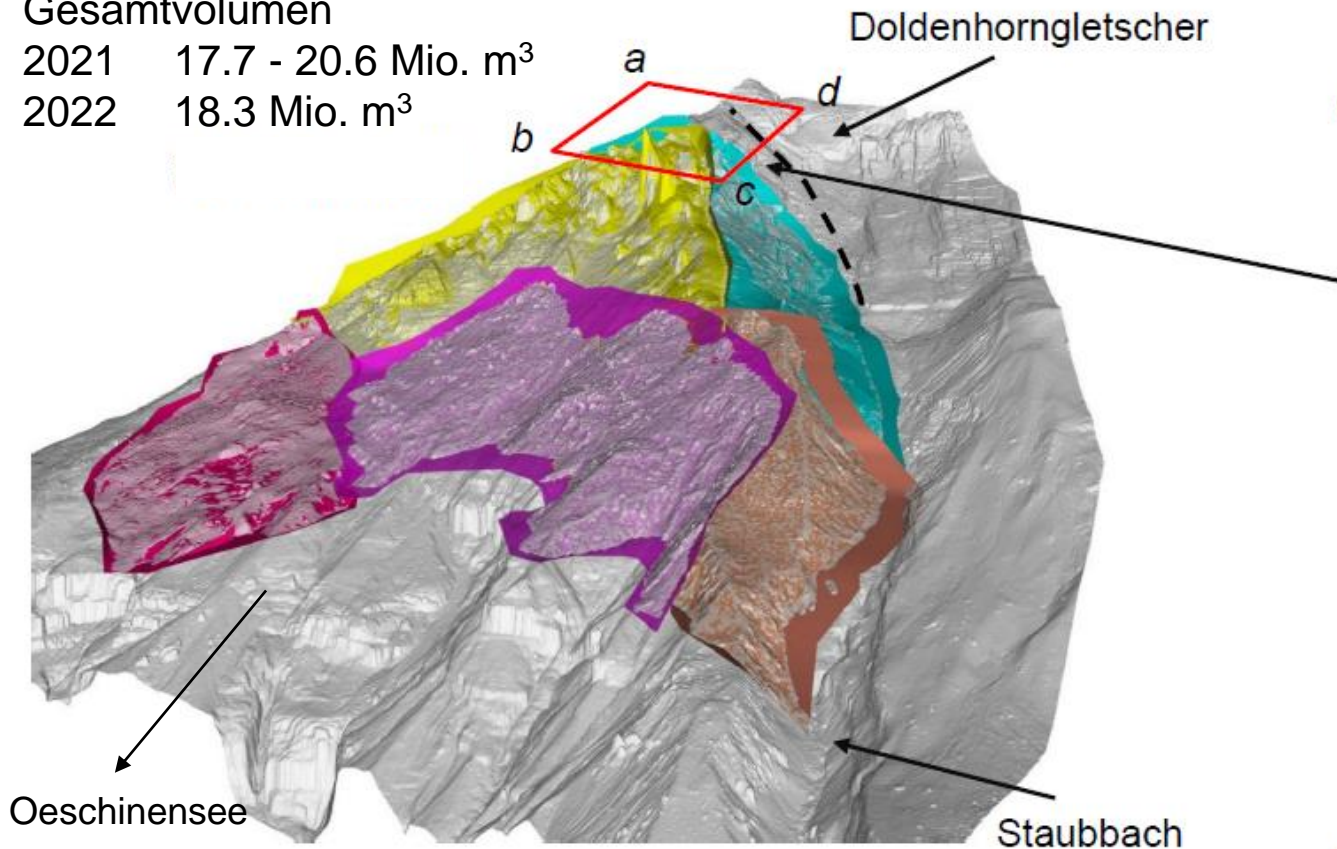 Gesamtvolumen
2021 17.7 - 20.6 Mio. m³
2022 18.3 Mio. m³
Doldenhorngletscher
a
d
b
c
Oeschinensee
Staubbach